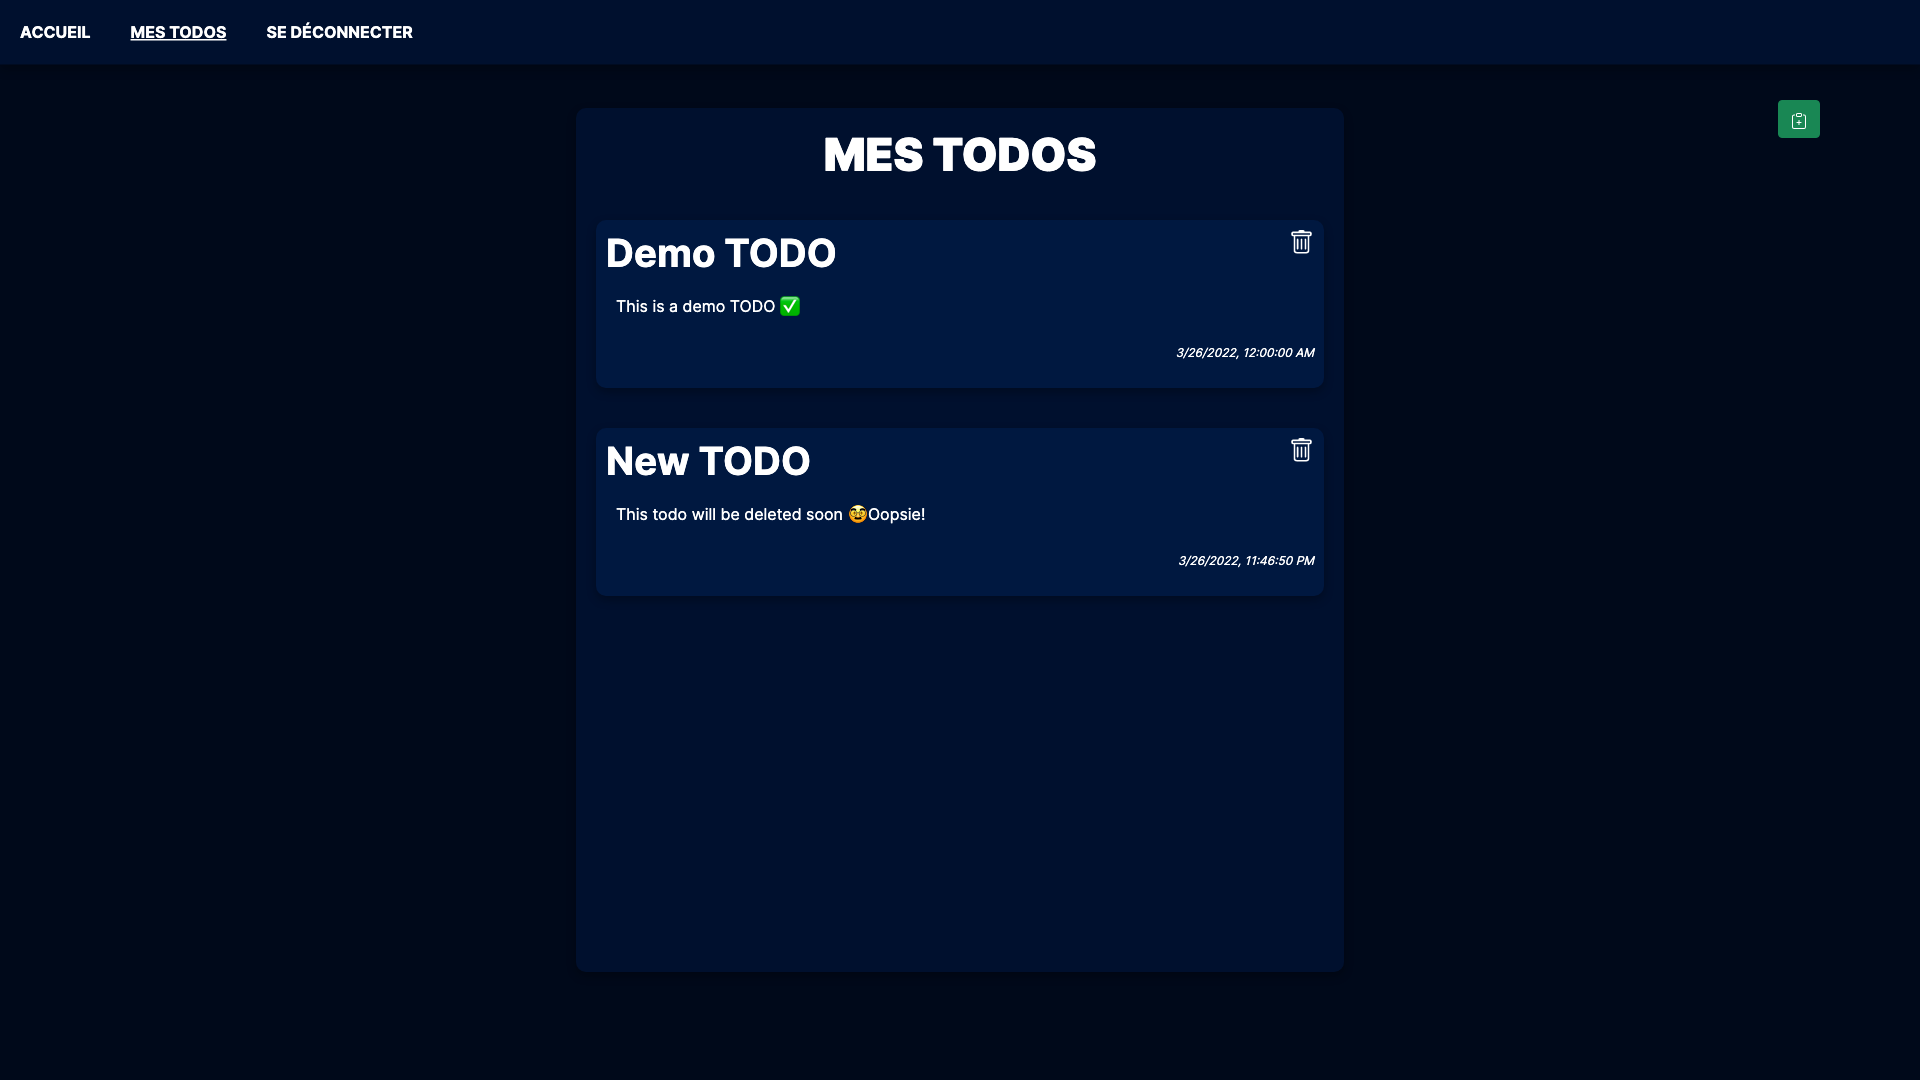 ACCUEIL MES TODOS SE DÉCONNECTER
MES TODOS
Demo TODO
This is a demo TODO ✅
3/26/2022, 12:00:00 AM
New TODO
This todo will be deleted soon 🥸Oopsie!
3/26/2022, 11:46:50 PM